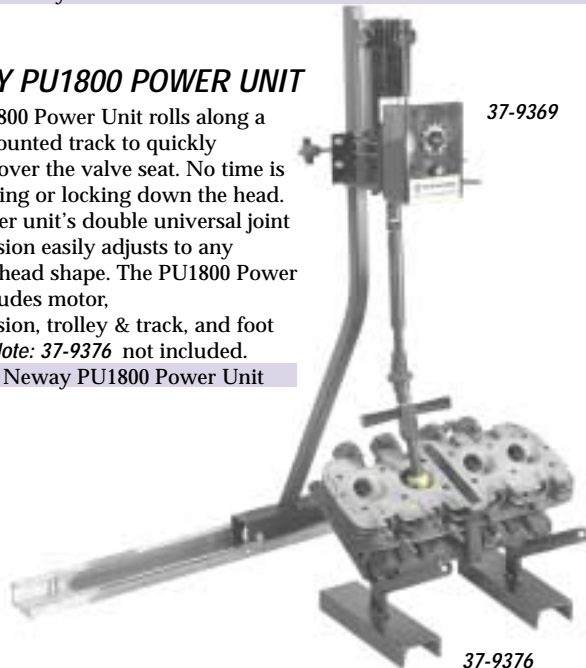 Y PU1800 POWER UNIT
800 Power Unit rolls along a
ounted track to quickly
over the valve seat. No time is
ing or locking down the head.
er unit's double universal joint
sion easily adjusts to any
head shape. The PU1800 Power
udes motor,
sion, trolley & track, and foot
Note: 37-9376 not included.
Neway PU1800 Power Unit
37-9369
37-9376